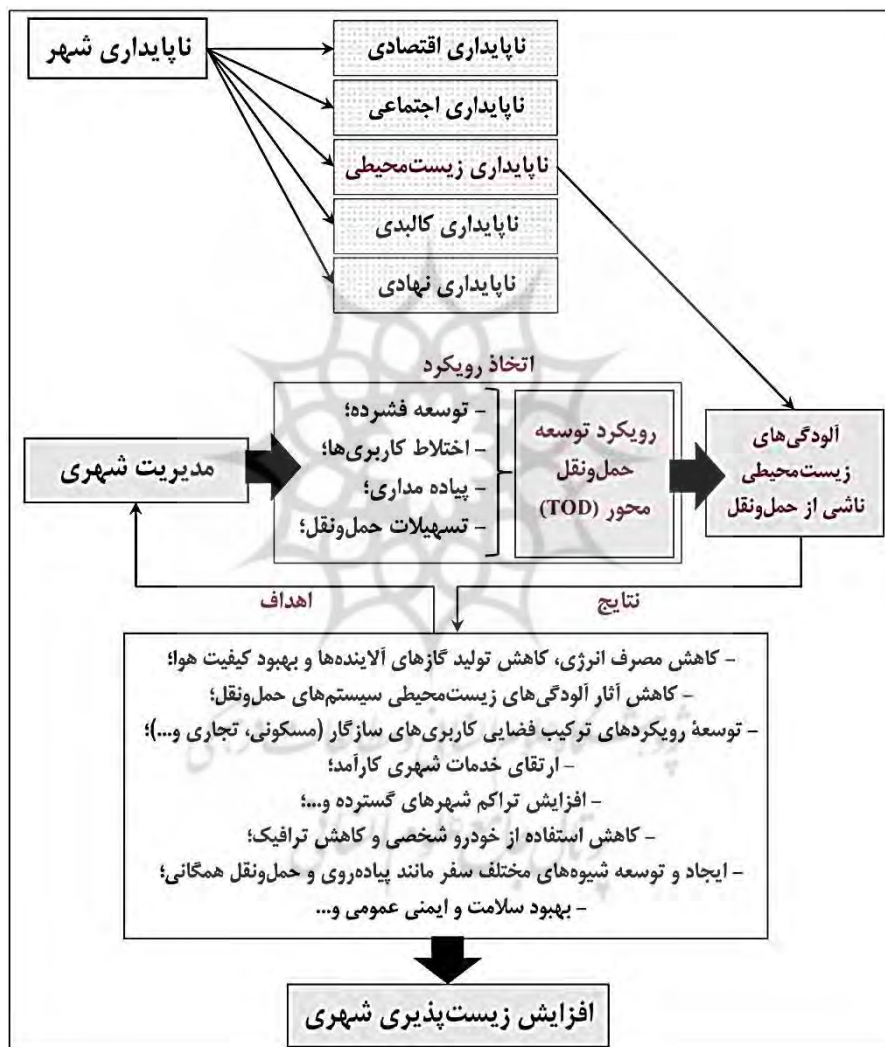 ناپایداری شهر
ناپایداری اقتصادی
ناپایداری اجتماعی
ناپایداری زیست‌محیطی
ناپایداری کالبدی
ناپایداری نهادی
اتخاذ رویکرد
مدیریت شهری
- توسعه فشرده؛
- اختلاط کاربری‌ها؛
- پیاده مداری؛
- تسهیلات حمل‌ونقل؛
رویکرد توسعه
حمل‌ونقل
محور (TOD)
آلودگی‌های
زیست‌محیطی
ناشی از حمل‌ونقل
اهداف
نتایج
- کاهش مصرف انرژی، کاهش تولید گازهای آلاینده‌ها و بهبود کیفیت هوا؛
- کاهش آثار آلودگی‌های زیست‌محیطی سیستم‌های حمل‌ونقل؛
- توسعۀ رویکردهای ترکیب فضایی کاربری‌های سازگار (مسکونی، تجاری و...)؛
- ارتقای خدمات شهری کارآمد؛
- افزایش تراکم شهرهای گسترده و...؛
- کاهش استفاده از خودرو شخصی و کاهش ترافیک؛
- ایجاد و توسعه شیوه‌های مختلف سفر مانند پیاده‌روی و حمل‌ونقل همگانی؛
- بهبود سلامت و ایمنی عمومی و...
افزایش زیست‌پذیری شهری